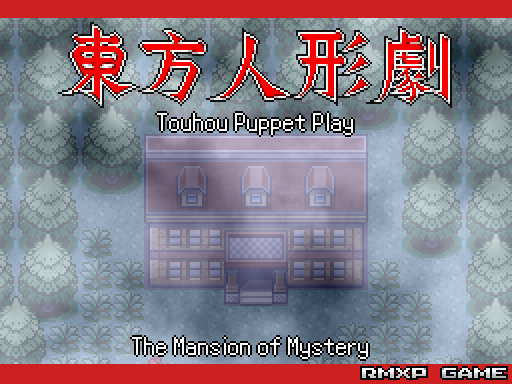 東方人形劇
Touhou Puppet Play
The Mansion of Mystery
RMXP GAME